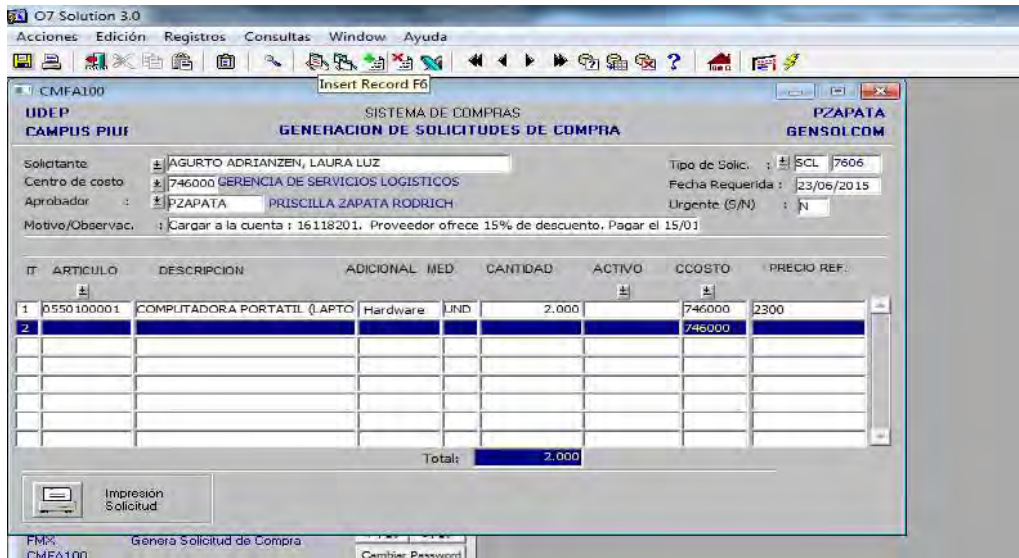 O7 Solution 3.0
Acciones Edición Registros Consultas Window Ayuda
Insert Record F6
CMFA100
UDEP SISTEMA DE COMPRAS PZAPATA
CAMPUS PIUF GENERACION DE SOLICITUDES DE COMPRA GENSOLCOM
Solicitante AGURTO ADRIANZEN, LAURA LUZ Tipo de Solic. : SCL 7606
Centro de costo 746000 GERENCIA DE SERVICIOS LOGISTICOS Fecha Requerida : 23/06/2015
Aprobador : PZAPATA PRISCILLA ZAPATA RODRICH Urgente (S/N) : N
Motivo/Observac. : Cargar a la cuenta : 16118201. Proveedor ofrece 15% de descuento. Pagar el 15/01
IT ARTICULO DESCRIPCION ADICIONAL MED. CANTIDAD ACTIVO CCOSTO PRECIO REF.
1 0550100001 COMPUTADORA PORTATIL (LAPTO Hardware UND 2.000 746000 2300
2 746000
Total: 2.000
Impresión
Solicitud
FMX Genera Solicitud de Compra
CMFA100 Cambiar Password